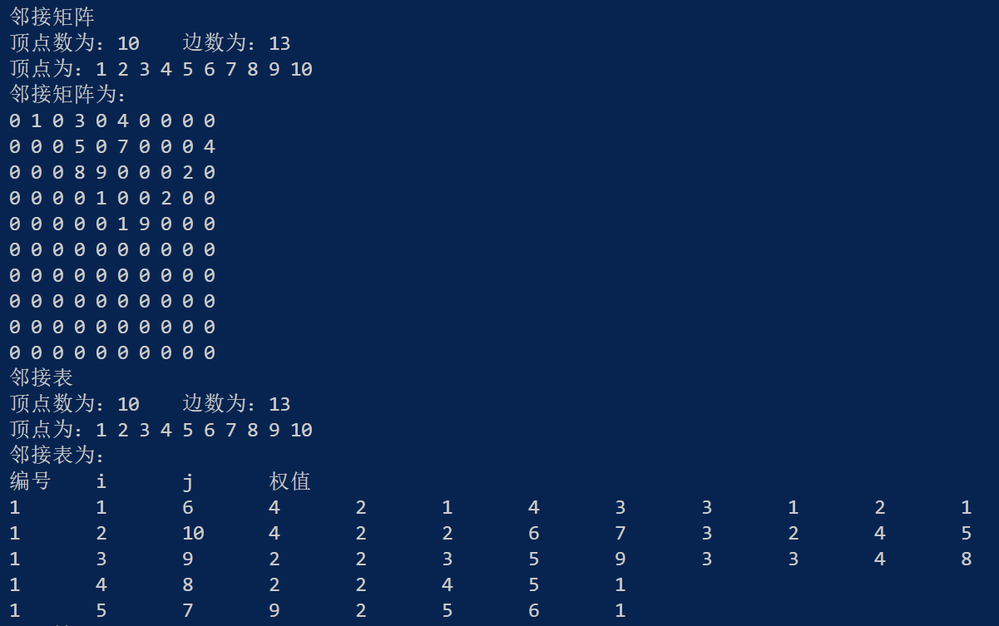 邻接矩阵
顶点数为：10 边数为：13
顶点为：1 2 3 4 5 6 7 8 9 10
邻接矩阵为：
0 1 0 3 0 4 0 0 0 0
0 0 0 5 0 7 0 0 0 4
0 0 0 8 9 0 0 0 2 0
0 0 0 0 1 0 0 2 0 0
0 0 0 0 0 1 9 0 0 0
0 0 0 0 0 0 0 0 0 0
0 0 0 0 0 0 0 0 0 0
0 0 0 0 0 0 0 0 0 0
0 0 0 0 0 0 0 0 0 0
0 0 0 0 0 0 0 0 0 0
邻接表
顶点数为：10 边数为：13
顶点为：1 2 3 4 5 6 7 8 9 10
邻接表为：
编号 i j 权值
1 1 6 4 2 1 4 3 3 1 2 1
1 2 10 4 2 2 6 7 3 2 4 5
1 3 9 2 2 3 5 9 3 3 4 8
1 4 8 2 2 4 5 1
1 5 7 9 2 5 6 1